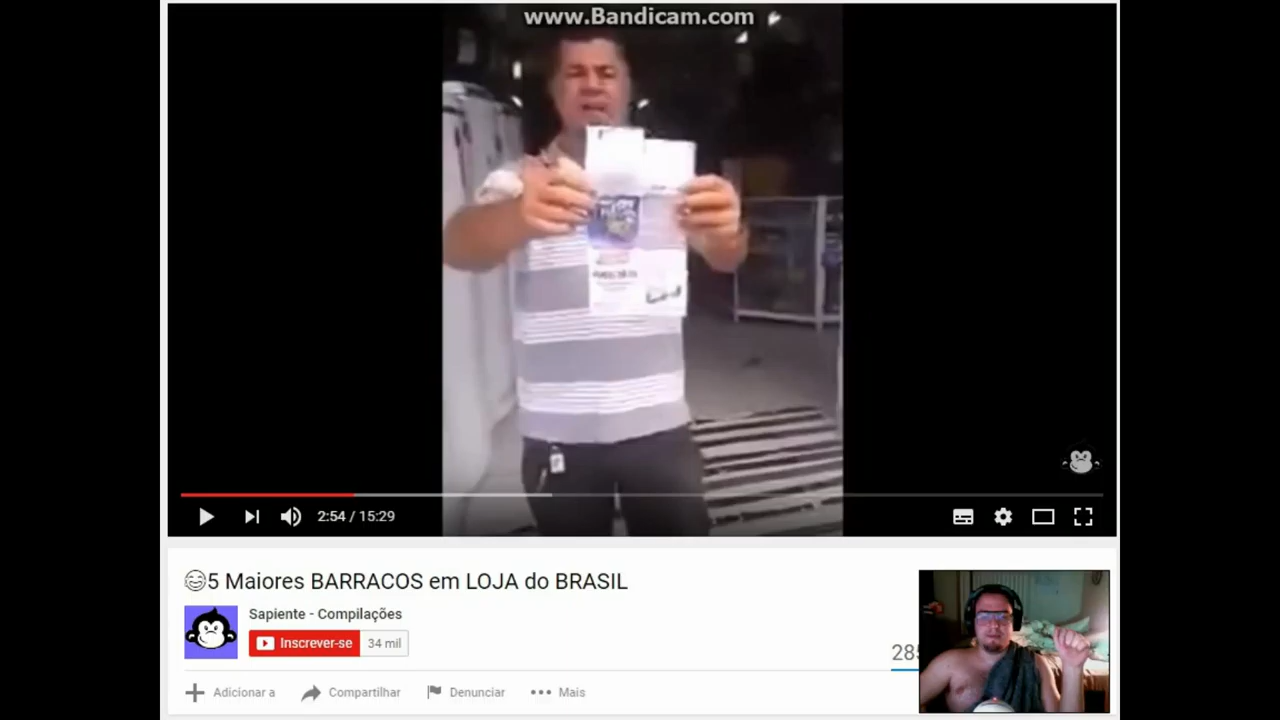 www.Bandicam.com
2:54 / 15:29
😂5 Maiores BARRACOS em LOJA do BRASIL
Sapiente - Compilações
Inscrever-se 34 mil
285
Adicionar a Compartilhar Denunciar Mais